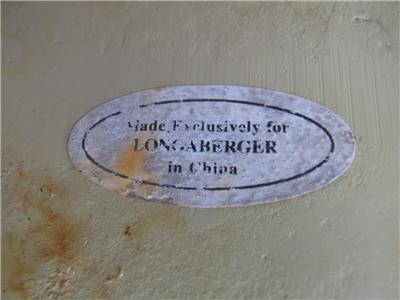 Made Exclusively for
LONGABERGER
in China